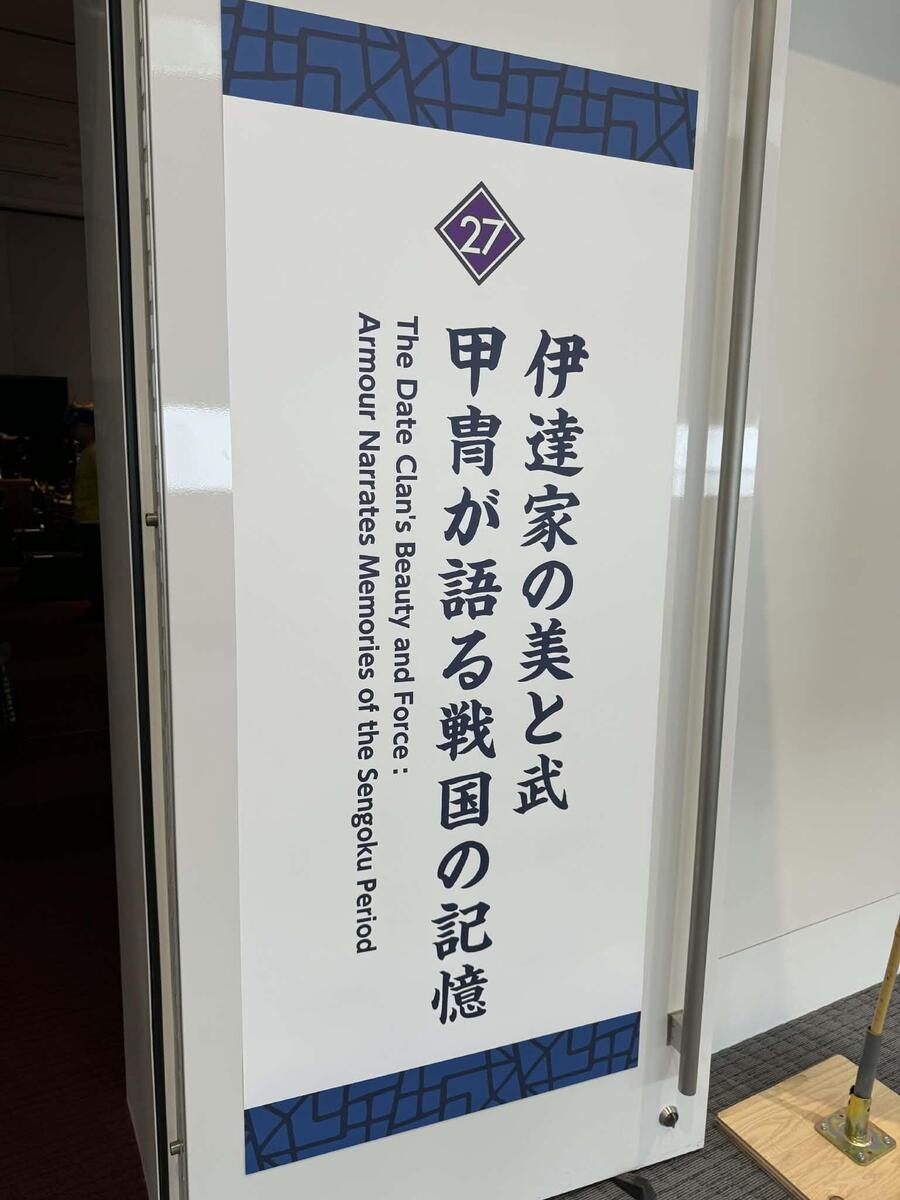 27
伊達家の美と武
甲冑が語る戦国の記憶
The Date Clan's Beauty and Force :
Armour Narrates Memories of the Sengoku Period